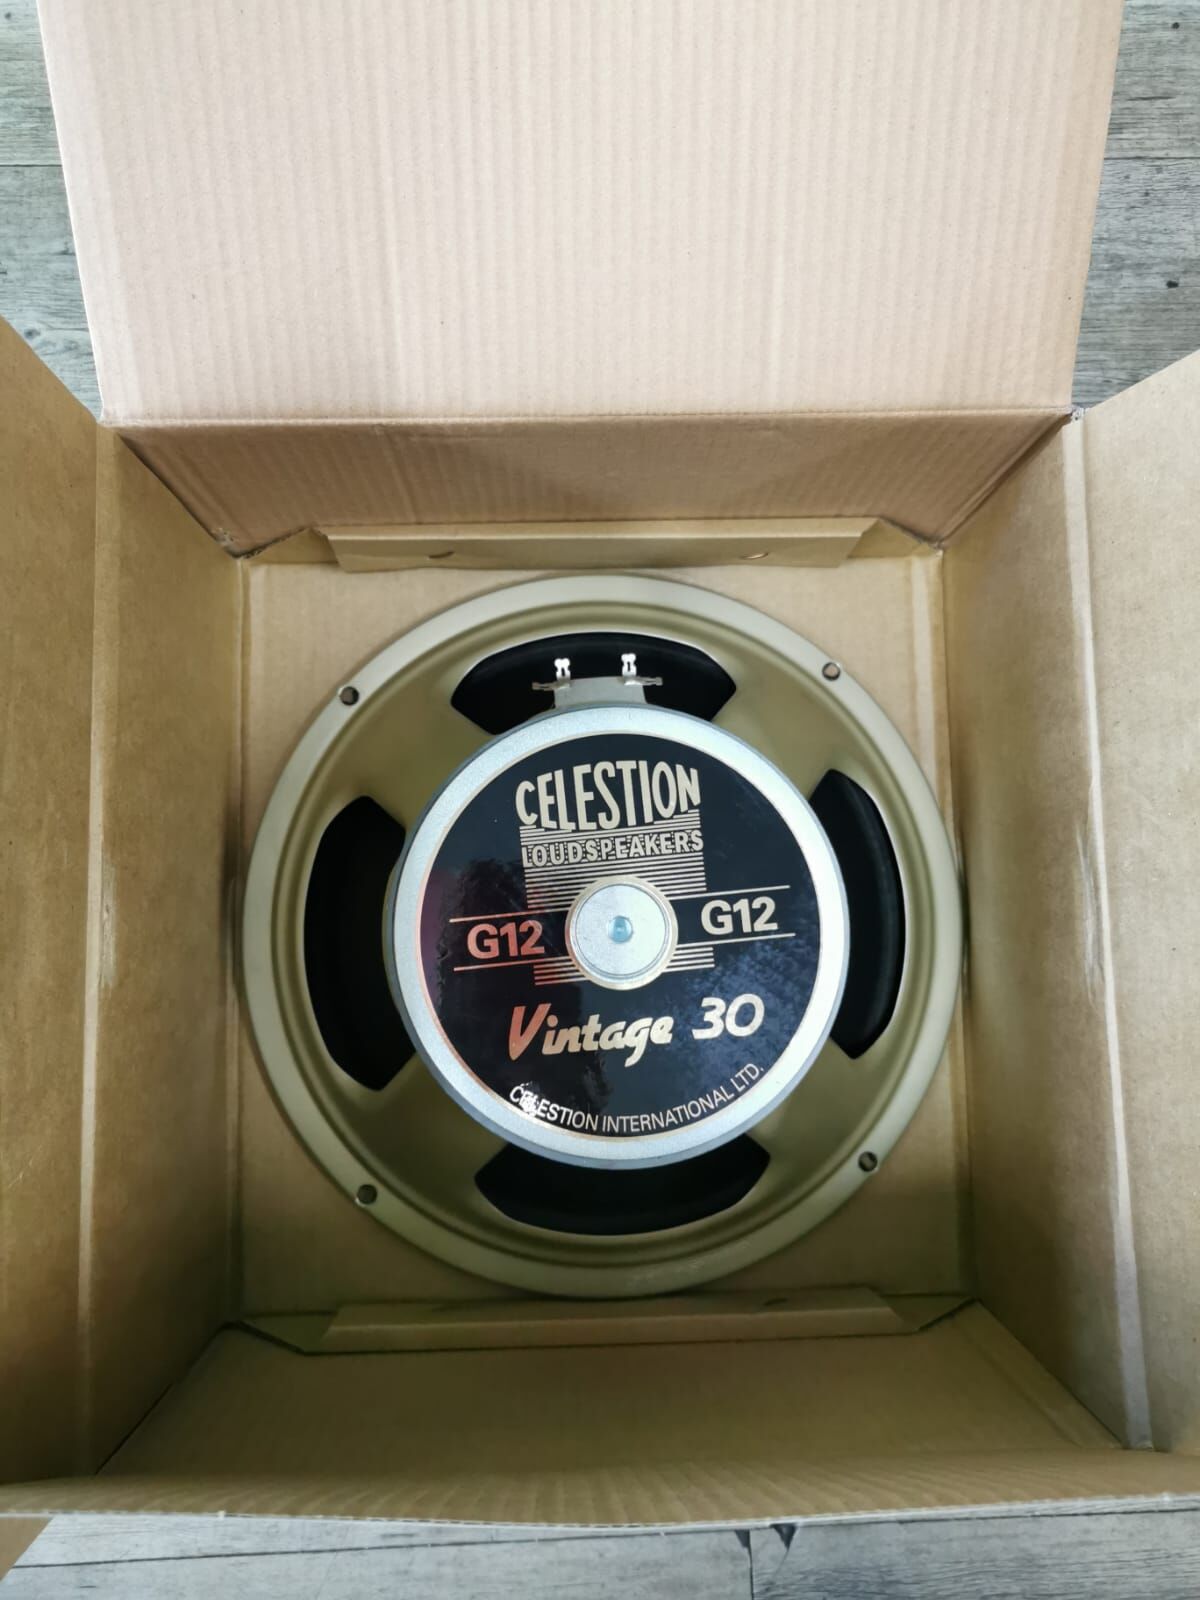 CELESTION
LOUDSPEAKERS
G12 G12
Vintage 30
CELESTION INTERNATIONAL LTD.